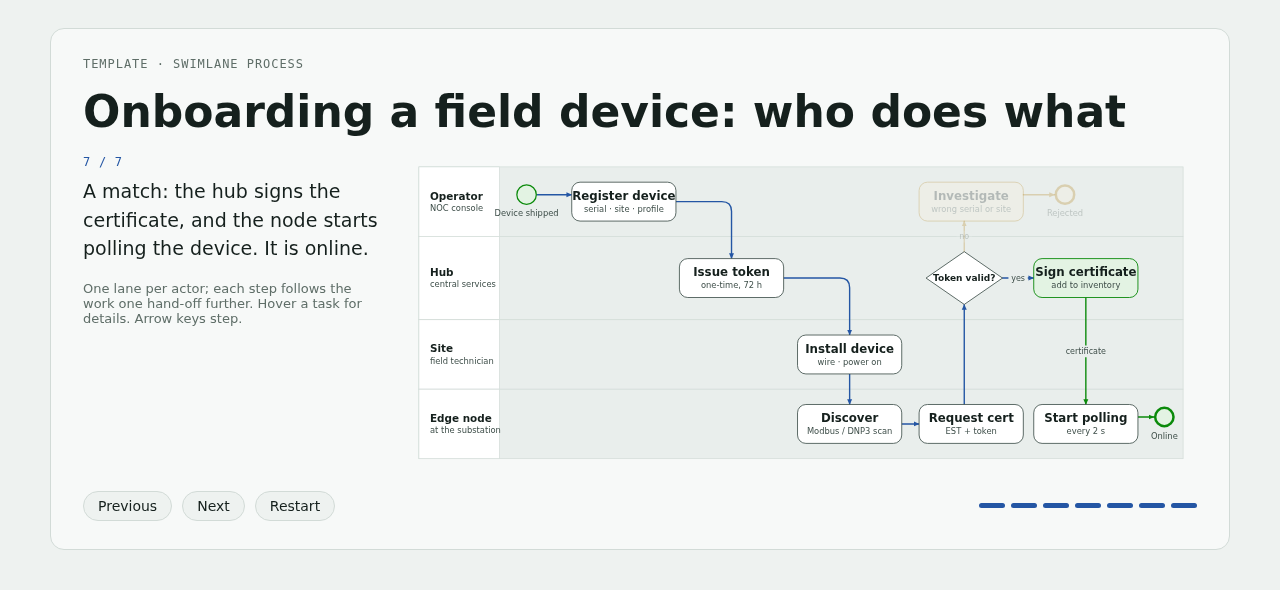 TEMPLATE · SWIMLANE PROCESS
Onboarding a field device: who does what
7 / 7
A match: the hub signs the
certificate, and the node starts
polling the device. It is online.
One lane per actor; each step follows the
work one hand-off further. Hover a task for
details. Arrow keys step.
Operator
NOC console
Device shipped
Register device
serial · site · profile
Investigate
wrong serial or site
Rejected
no
Hub
central services
Issue token
one-time, 72 h
Token valid?
yes
Sign certificate
add to inventory
Site
field technician
Install device
wire · power on
certificate
Edge node
at the substation
Discover
Modbus / DNP3 scan
Request cert
EST + token
Start polling
every 2 s
Online
Previous
Next
Restart